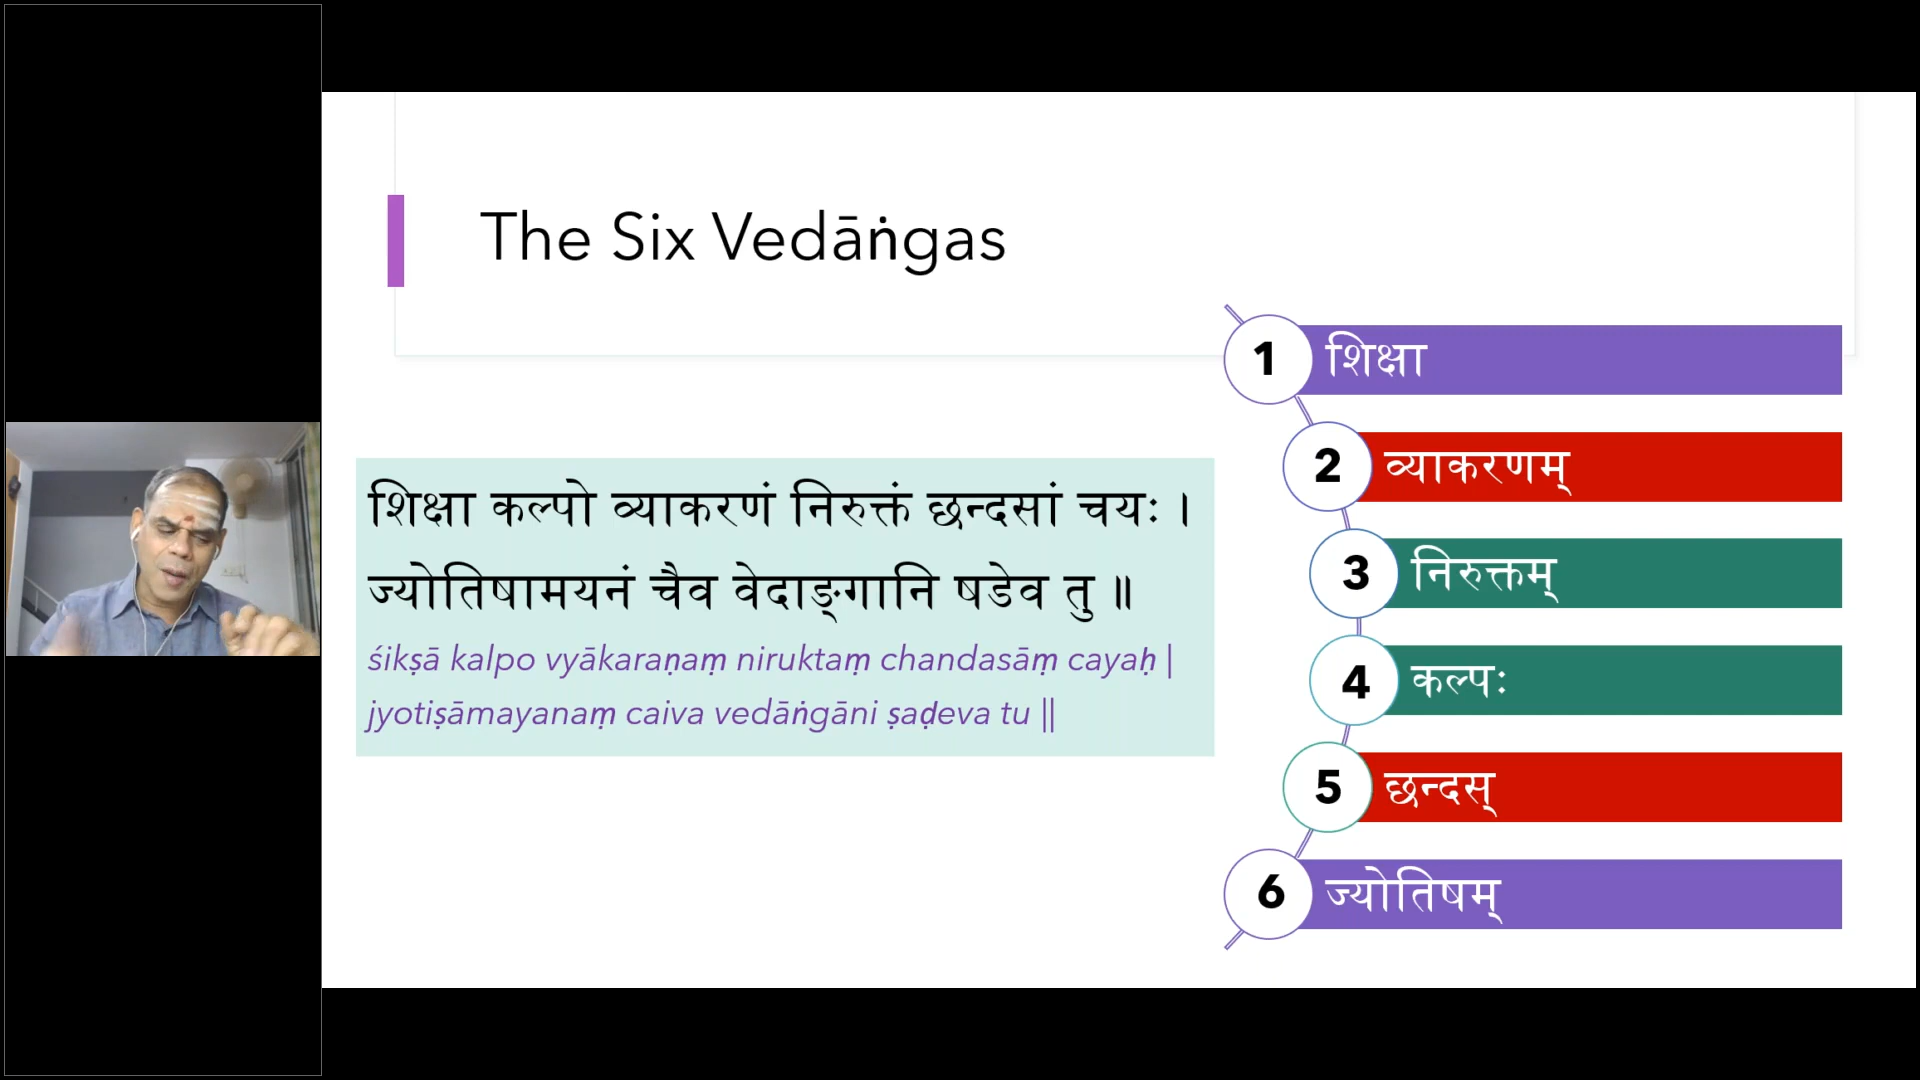 The Six Vedāṅgas
शिक्षा कल्पो व्याकरणं निरुक्तं छन्दसां चयः ।
ज्योतिषामयनं चैव वेदाङ्गानि षडेव तु ॥
śikṣā kalpo vyākaraṇaṃ niruktaṃ chandasāṃ cayaḥ |
jyotiṣāmayanaṃ caiva vedāṅgāni ṣaḍeva tu ||
1 शिक्षा
2 व्याकरणम्
3 निरुक्तम्
4 कल्पः
5 छन्दस्
6 ज्योतिषम्